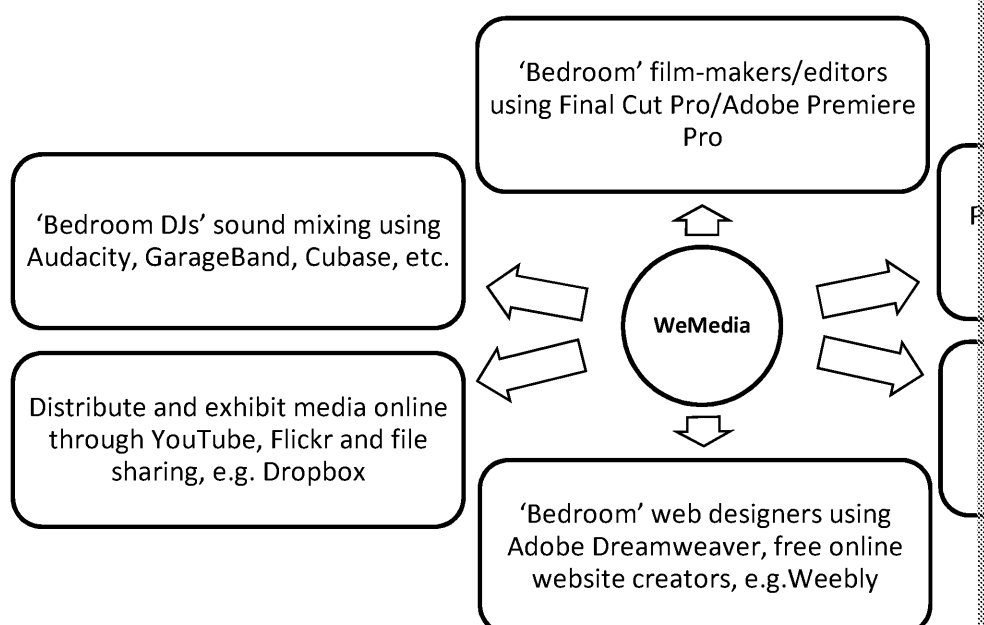 ‘Bedroom’ film-makers/editors
using Final Cut Pro/Adobe Premiere
Pro
‘Bedroom DJs’ sound mixing using
Audacity, GarageBand, Cubase, etc.
WeMedia
Distribute and exhibit media online
through YouTube, Flickr and file
sharing, e.g. Dropbox
‘Bedroom’ web designers using
Adobe Dreamweaver, free online
website creators, e.g.Weebly